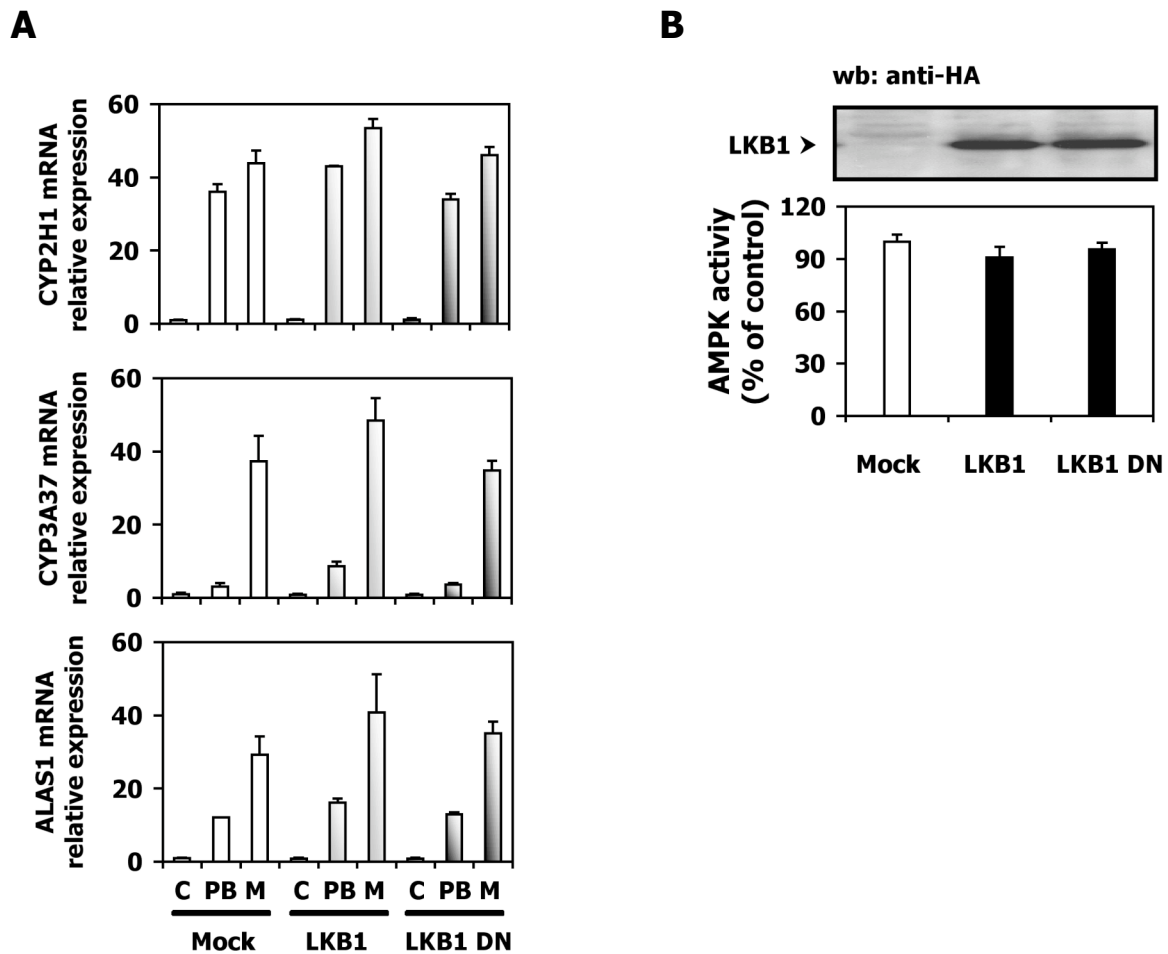 A
CYP2H1 mRNA
relative expression
60
40
20
0
CYP3A37 mRNA
relative expression
60
40
20
0
ALAS1 mRNA
relative expression
60
40
20
0
C PB M C PB M C PB M
Mock LKB1 LKB1 DN
B
wb: anti-HA
LKB1
AMPK activiy
(% of control)
120
90
60
30
0
Mock LKB1 LKB1 DN